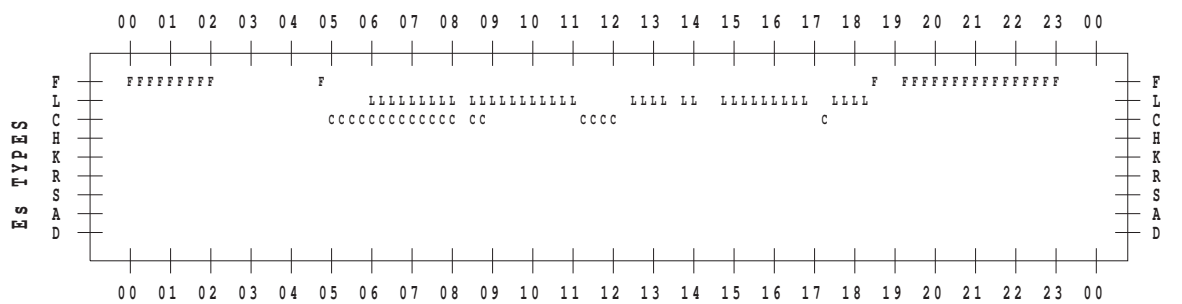 00 01 02 03 04 05 06 07 08 09 10 11 12 13 14 15 16 17 18 19 20 21 22 23 00
F FFFFFFFFF F F FFFFFFFFFFFFFFFF F
L LLLLLLLLL LLLLLLLLLLL LLLL LL LLLLLLLLL LLLL L
C CCCCCCCCCCCCC CC CCCC C C
H H
K K
R R
S S
A A
D D
Es TYPES
00 01 02 03 04 05 06 07 08 09 10 11 12 13 14 15 16 17 18 19 20 21 22 23 00